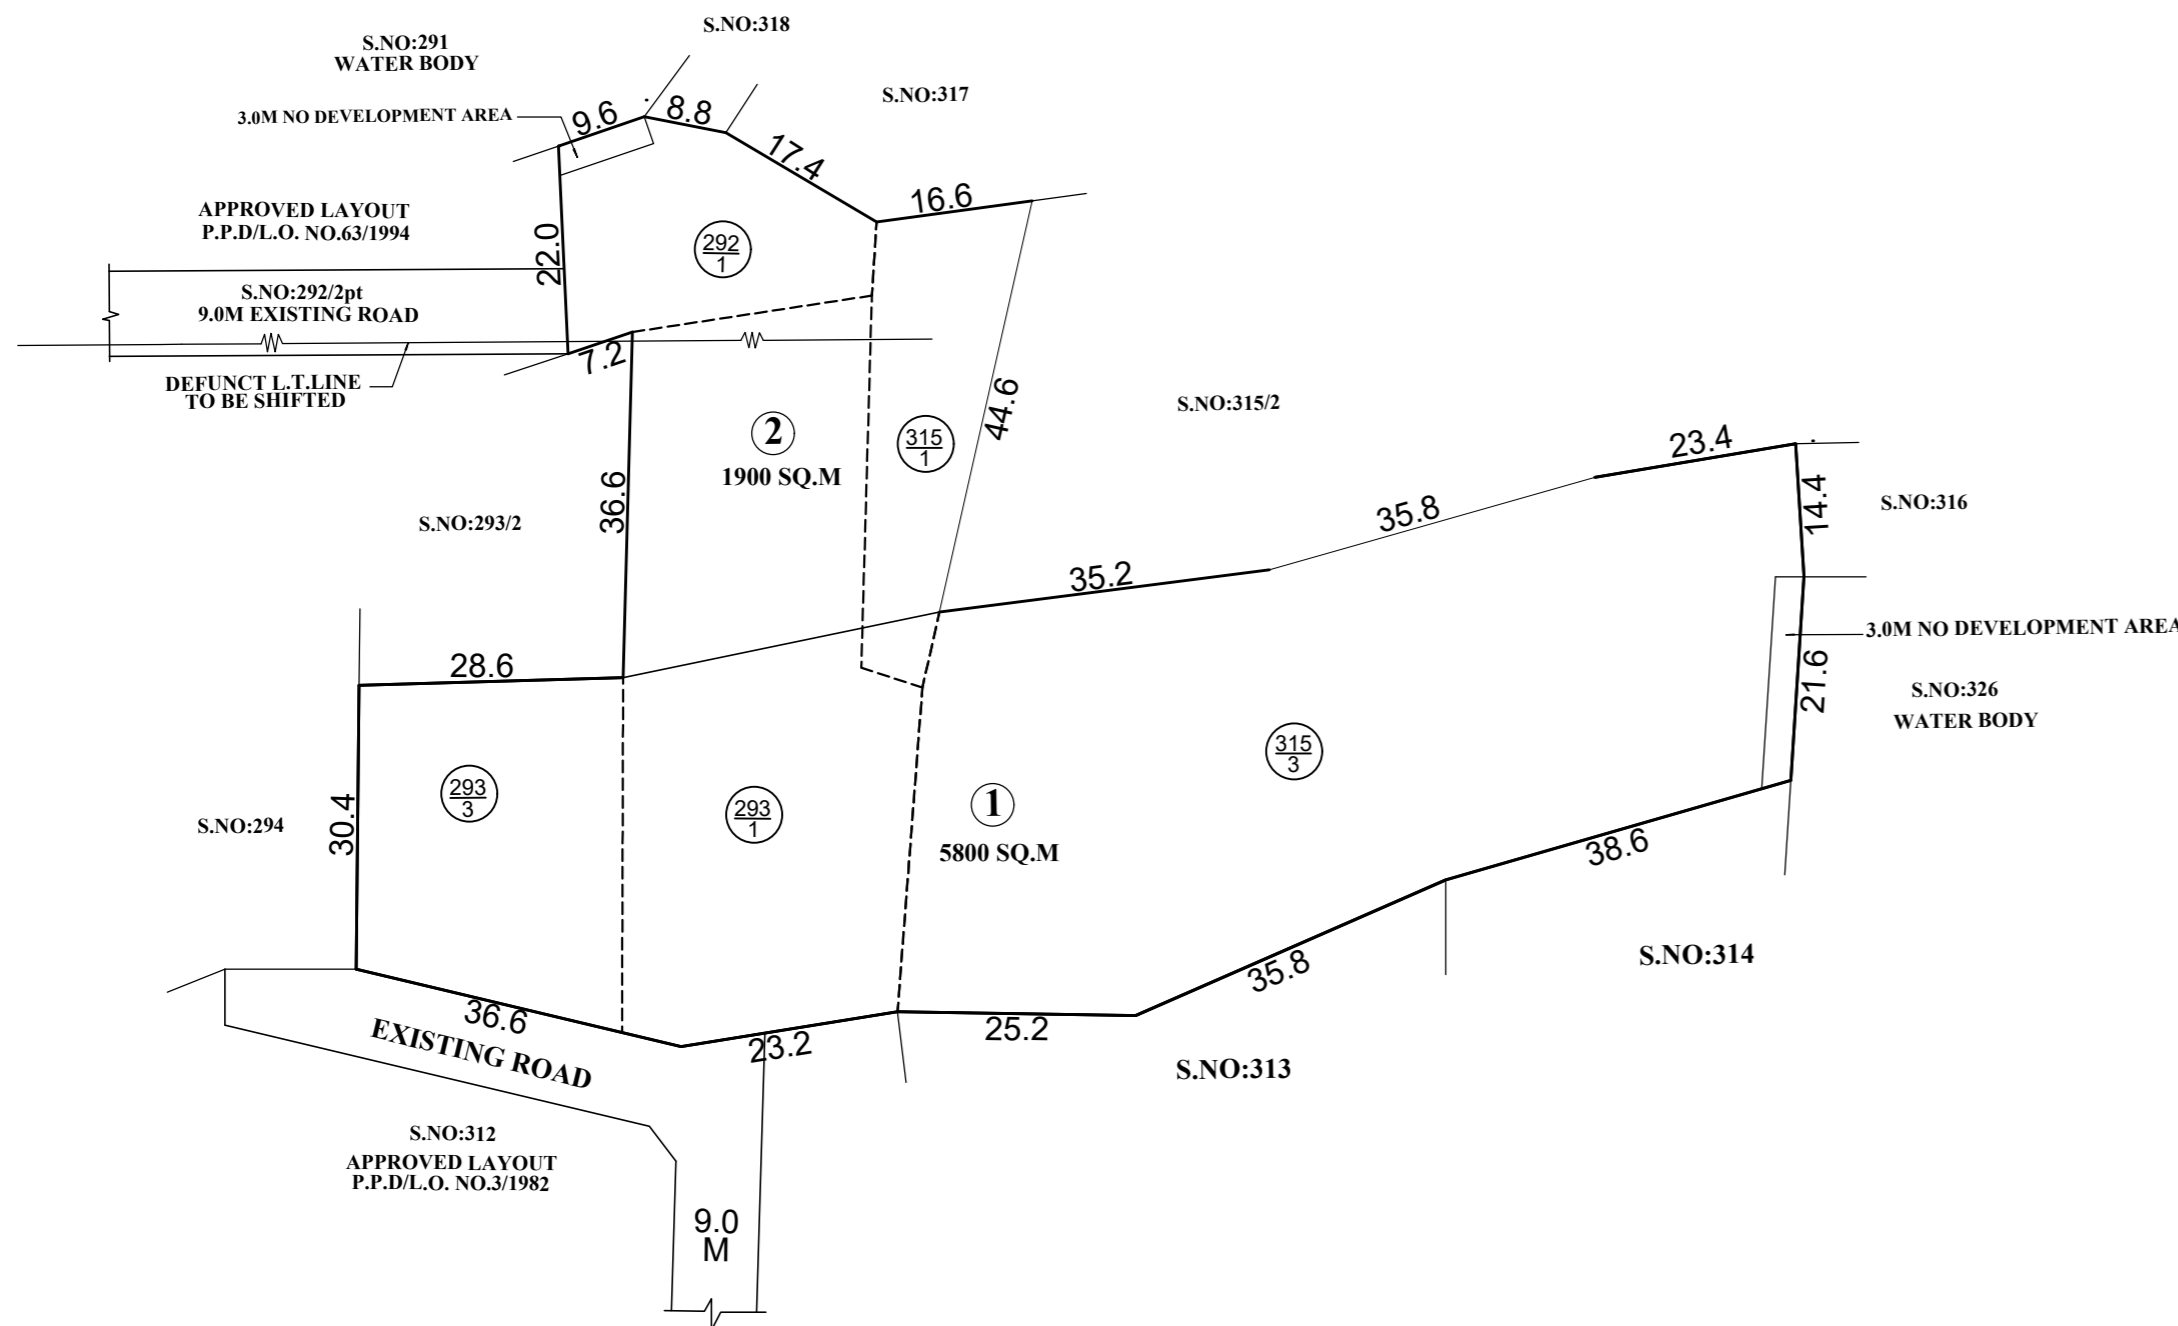 S.NO:318
S.NO:291
WATER BODY
S.NO:317
3.0M NO DEVELOPMENT AREA
9.6
8.8
17.4
16.6
APPROVED LAYOUT
P.P.D/L.O. NO.63/1994
22.0
292
1
S.NO:292/2pt
9.0M EXISTING ROAD
7.2
DEFUNCT L.T.LINE
TO BE SHIFTED
44.6
S.NO:315/2
2
1900 SQ.M
315
1
23.4
14.4
S.NO:316
36.6
S.NO:293/2
35.8
35.2
3.0M NO DEVELOPMENT AREA
28.6
21.6
S.NO:326
WATER BODY
315
3
293
3
293
1
1
5800 SQ.M
30.4
S.NO:294
38.6
S.NO:314
35.8
36.6
EXISTING ROAD
23.2
25.2
S.NO:313
S.NO:312
APPROVED LAYOUT
P.P.D/L.O. NO.3/1982
9.0
M